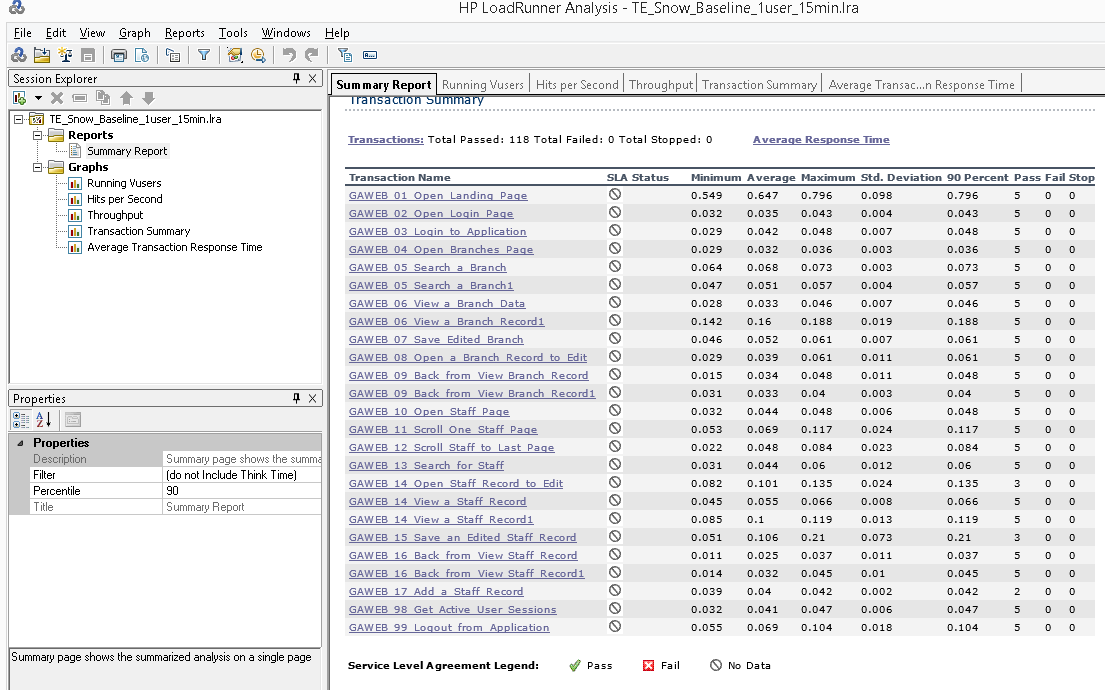 HP LoadRunner Analysis - TE_Snow_Baseline_1user_15min.lra
File Edit View Graph Reports Tools Windows Help
Session Explorer
TE_Snow_Baseline_1user_15min.lra
Reports
Summary Report
Graphs
Running Vusers
Hits per Second
Throughput
Transaction Summary
Average Transaction Response Time
Properties
Properties
Description Summary page shows the summa
Filter (do not Include Think Time)
Percentile 90
Title Summary Report
Summary page shows the summarized analysis on a single page
Summary Report Running Vusers Hits per Second Throughput Transaction Summary Average Transac...n Response Time
Transaction Summary
Transactions: Total Passed: 118 Total Failed: 0 Total Stopped: 0 Average Response Time
Transaction Name SLA Status Minimum Average Maximum Std. Deviation 90 Percent Pass Fail Stop
GAWEB_01_Open_Landing_Page 0.549 0.647 0.796 0.098 0.796 5 0 0
GAWEB_02_Open_Login_Page 0.032 0.035 0.043 0.004 0.043 5 0 0
GAWEB_03_Login_to_Application 0.029 0.042 0.048 0.007 0.048 5 0 0
GAWEB_04_Open_Branches_Page 0.029 0.032 0.036 0.003 0.036 5 0 0
GAWEB_05_Search_a_Branch 0.064 0.068 0.073 0.003 0.073 5 0 0
GAWEB_05_Search_a_Branch1 0.047 0.051 0.057 0.004 0.057 5 0 0
GAWEB_06_View_a_Branch_Data 0.028 0.033 0.046 0.007 0.046 5 0 0
GAWEB_06_View_a_Branch_Record1 0.142 0.16 0.188 0.019 0.188 5 0 0
GAWEB_07_Save_Edited_Branch 0.046 0.052 0.061 0.007 0.061 5 0 0
GAWEB_08_Open_a_Branch_Record_to_Edit 0.029 0.039 0.061 0.011 0.061 5 0 0
GAWEB_09_Back_from_View_Branch_Record 0.015 0.034 0.048 0.011 0.048 5 0 0
GAWEB_09_Back_from_View_Branch_Record1 0.031 0.033 0.04 0.003 0.04 5 0 0
GAWEB_10_Open_Staff_Page 0.032 0.044 0.048 0.006 0.048 5 0 0
GAWEB_11_Scroll_One_Staff_Page 0.053 0.069 0.117 0.024 0.117 5 0 0
GAWEB_12_Scroll_Staff_to_Last_Page 0.022 0.048 0.084 0.023 0.084 5 0 0
GAWEB_13_Search_for_Staff 0.031 0.044 0.06 0.012 0.06 5 0 0
GAWEB_14_Open_Staff_Record_to_Edit 0.082 0.101 0.135 0.024 0.135 3 0 0
GAWEB_14_View_a_Staff_Record 0.045 0.055 0.066 0.008 0.066 5 0 0
GAWEB_14_View_a_Staff_Record1 0.085 0.1 0.119 0.013 0.119 5 0 0
GAWEB_15_Save_an_Edited_Staff_Record 0.051 0.106 0.21 0.073 0.21 3 0 0
GAWEB_16_Back_from_View_Staff_Record 0.011 0.025 0.037 0.011 0.037 5 0 0
GAWEB_16_Back_from_View_Staff_Record1 0.014 0.032 0.045 0.01 0.045 5 0 0
GAWEB_17_Add_a_Staff_Record 0.039 0.04 0.042 0.002 0.042 2 0 0
GAWEB_98_Get_Active_User_Sessions 0.032 0.041 0.047 0.006 0.047 5 0 0
GAWEB_99_Logout_from_Application 0.055 0.069 0.104 0.018 0.104 5 0 0
Service Level Agreement Legend: Pass Fail No Data